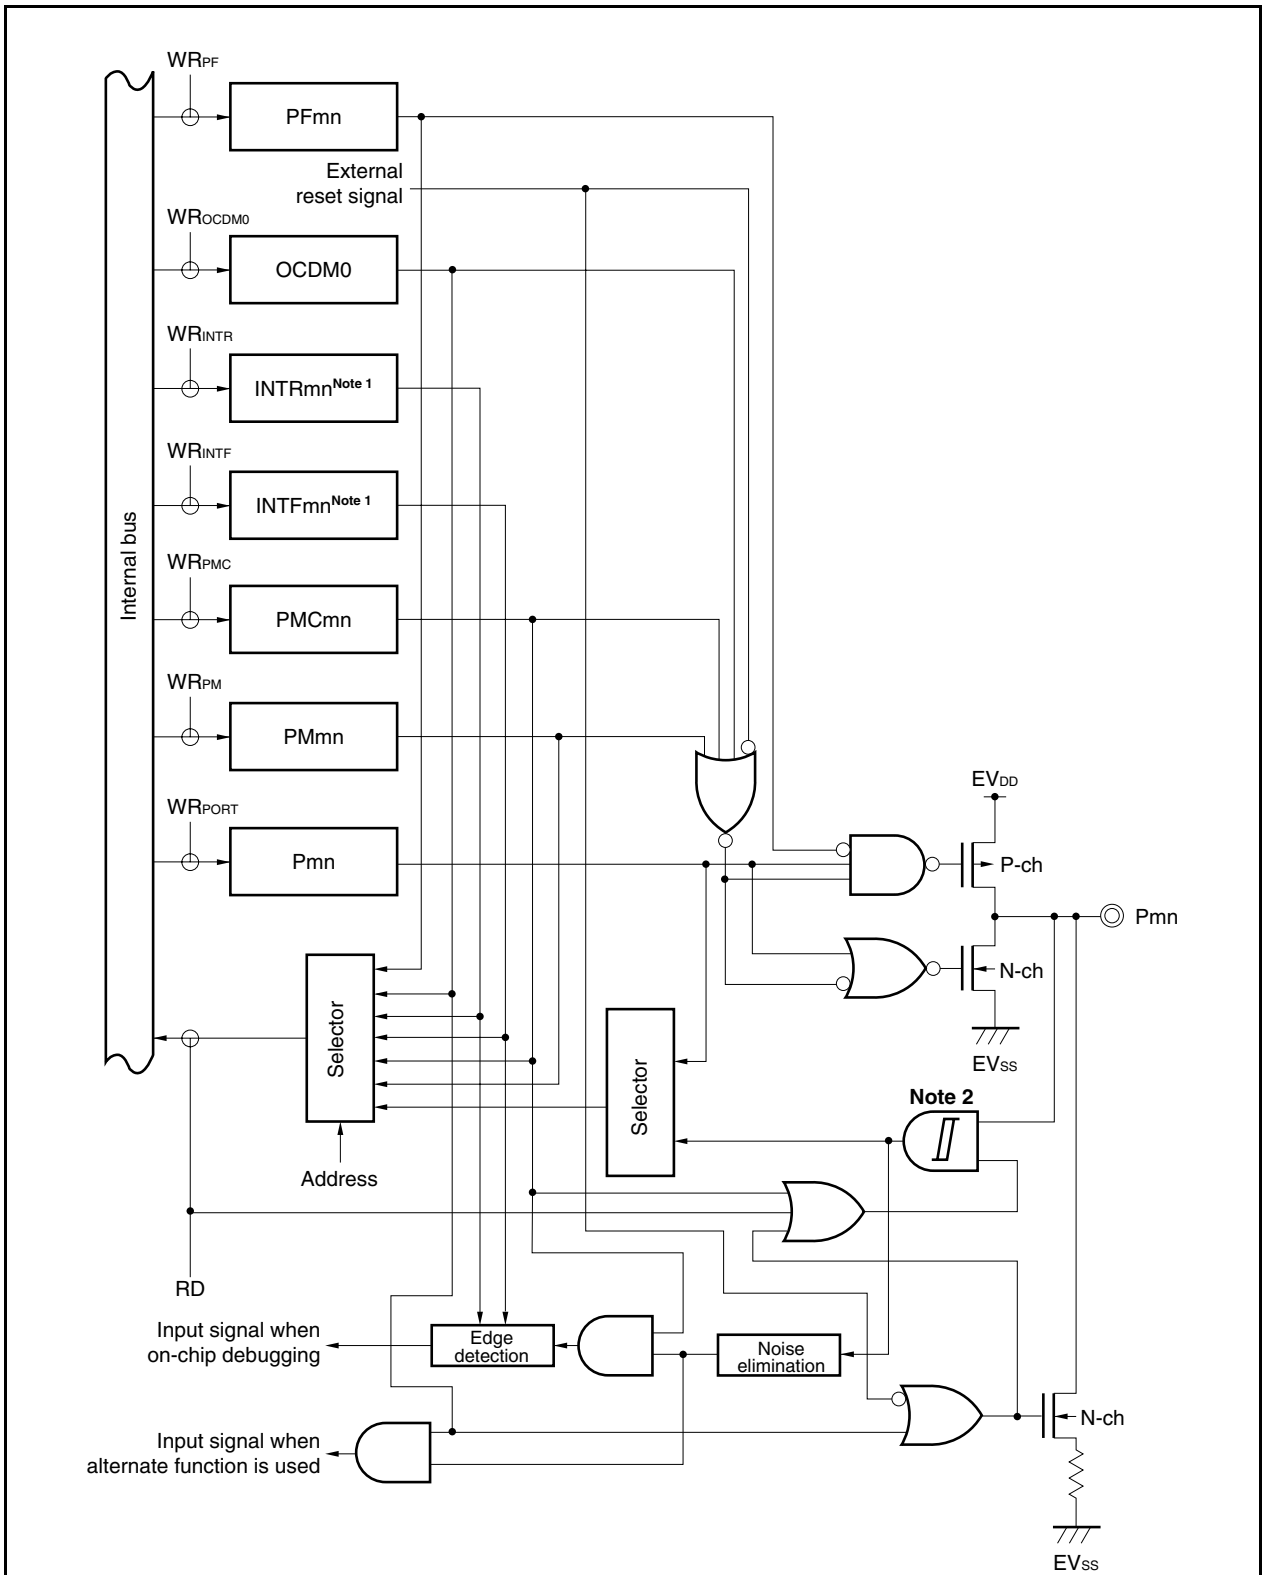 WRPF
PFmn
External
reset signal
WROCDM0
OCDM0
WRINTR
INTRmnNote 1
WRINTF
INTFmnNote 1
Internal bus
WRPMC
PMCmn
WRPM
PMmn
EVDD
WRPORT
Pmn
P-ch
Pmn
N-ch
Selector
Selector
EVSS
Note 2
Address
RD
Input signal when
on-chip debugging
Edge
detection
Noise
elimination
N-ch
Input signal when
alternate function is used
EVSS